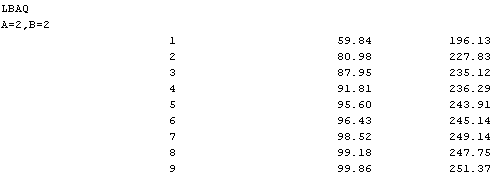 LBAQ
A=2,B=2
1 59.84 196.13
2 80.98 227.83
3 87.95 235.12
4 91.81 236.29
5 95.60 243.91
6 96.43 245.14
7 98.52 249.14
8 99.18 247.75
9 99.86 251.37